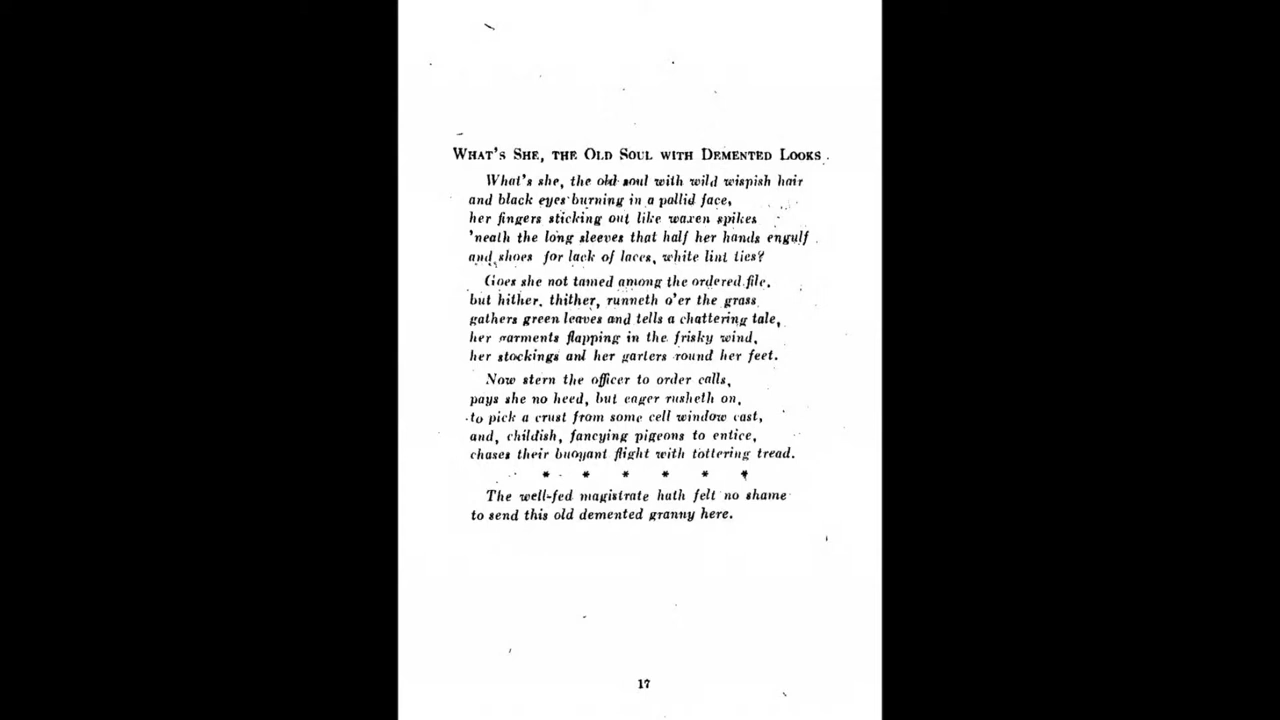 WHAT'S SHE, THE OLD SOUL WITH DEMENTED LOOKS.
What's she, the old soul with wild wispish hair
and black eyes burning in a pallid face,
her fingers sticking out like waxen spikes
'neath the long sleeves that half her hands engulf
and shoes for lack of laces, white lint ties?
Goes she not tamed among the ordered file.
but hither. thither, runneth o'er the grass
gathers green leaves and tells a chattering tale,
her garments flapping in the frisky wind,
her stockings and her garters round her feet.
Now stern the officer to order calls,
pays she no heed, but eager rusheth on,
to pick a crust from some cell window cast,
and, childish, fancying pigeons to entice,
chases their buoyant flight with tottering tread.
* * * * * *
The well-fed magistrate hath felt no shame
to send this old demented granny here.
17